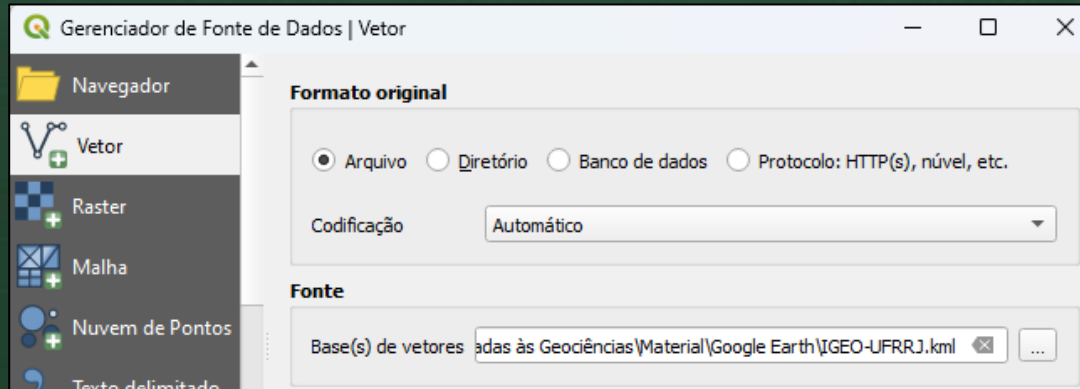 Gerenciador de Fonte de Dados | Vetor
Navegador
Vetor
Raster
Malha
Nuvem de Pontos
Texto delimitado
Formato original
Arquivo Diretório Banco de dados Protocolo: HTTP(s), núvel, etc.
Codificação Automático
Fonte
Base(s) de vetores adas às Geociências\Material\Google Earth\IGEO-UFRRJ.kml ...